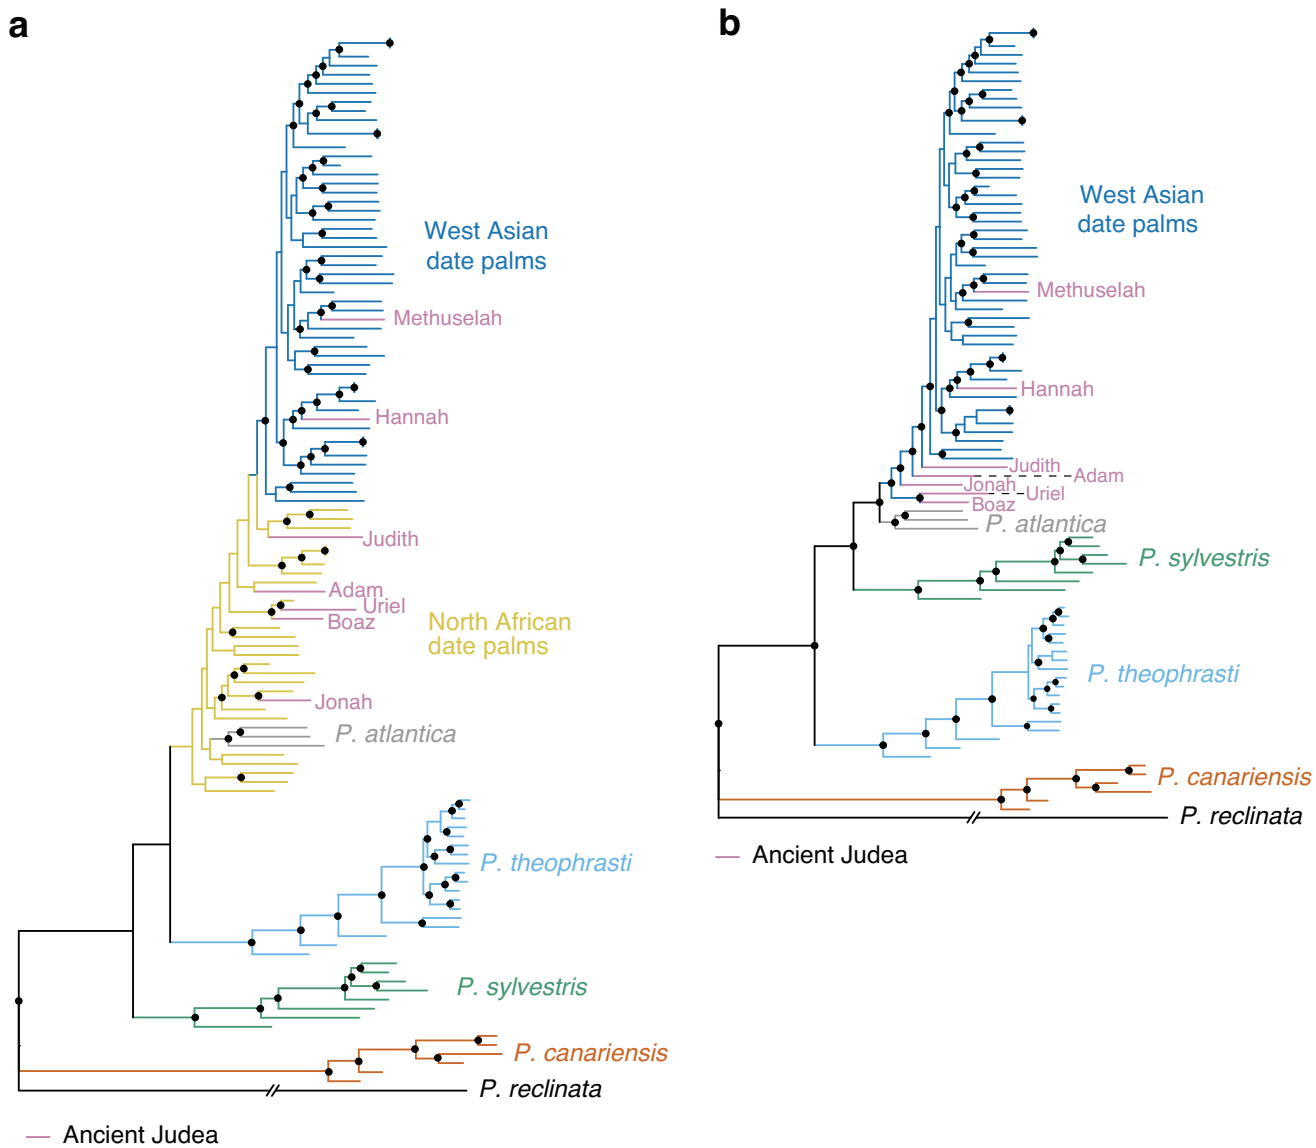 a
West Asian
date palms
Methuselah
Hannah
Judith
Adam
Uriel
Boaz
North African
date palms
Jonah
P. atlantica
P. theophrasti
P. sylvestris
P. canariensis
P. reclinata
Ancient Judea
b
West Asian
date palms
Methuselah
Hannah
Judith
Adam
Jonah
Uriel
Boaz
P. atlantica
P. sylvestris
P. theophrasti
P. canariensis
P. reclinata
Ancient Judea